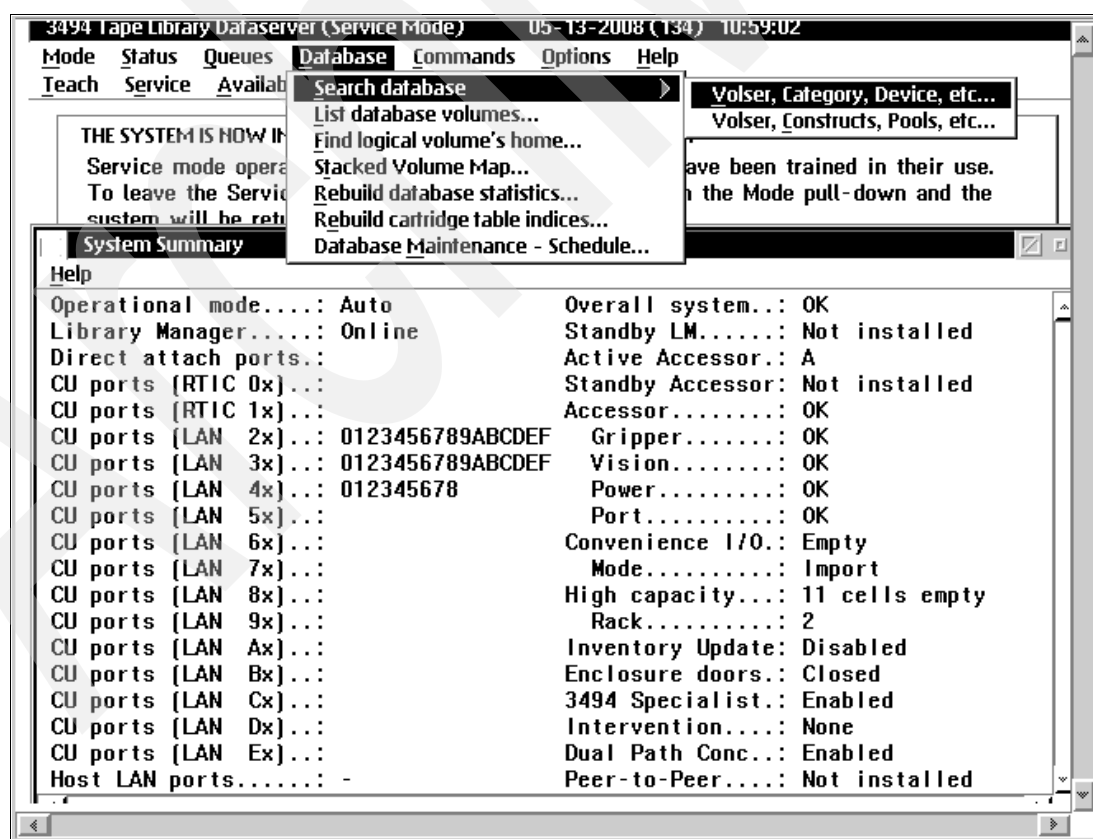 3494 Tape Library Dataserver (Service Mode) 05-13-2008 (134) 10:59:02
Mode Status Queues Database Commands Options Help
Teach Service Availab
Search database
List database volumes...
Find logical volume's home...
Stacked Volume Map...
Rebuild database statistics...
Rebuild cartridge table indices...
Database Maintenance - Schedule...
Volser, Category, Device, etc...
Volser, Constructs, Pools, etc...
THE SYSTEM IS NOW IN
Service mode opera ave been trained in their use.
To leave the Servic the Mode pull-down and the
system will be retu
System Summary
Help
Operational mode....: Auto Overall system..: OK
Library Manager.....: Online Standby LM......: Not installed
Direct attach ports.: Active Accessor.: A
CU ports (RTIC 0x)..: Standby Accessor: Not installed
CU ports (RTIC 1x)..: Accessor........: OK
CU ports (LAN 2x)..: 0123456789ABCDEF Gripper.......: OK
CU ports (LAN 3x)..: 0123456789ABCDEF Vision........: OK
CU ports (LAN 4x)..: 012345678 Power.........: OK
CU ports (LAN 5x)..: Port..........: OK
CU ports (LAN 6x)..: Convenience I/O.: Empty
CU ports (LAN 7x)..: Mode..........: Import
CU ports (LAN 8x)..: High capacity...: 11 cells empty
CU ports (LAN 9x)..: Rack..........: 2
CU ports (LAN Ax)..: Inventory Update: Disabled
CU ports (LAN Bx)..: Enclosure doors.: Closed
CU ports (LAN Cx)..: 3494 Specialist.: Enabled
CU ports (LAN Dx)..: Intervention....: None
CU ports (LAN Ex)..: Dual Path Conc..: Enabled
Host LAN ports......: - Peer-to-Peer....: Not installed